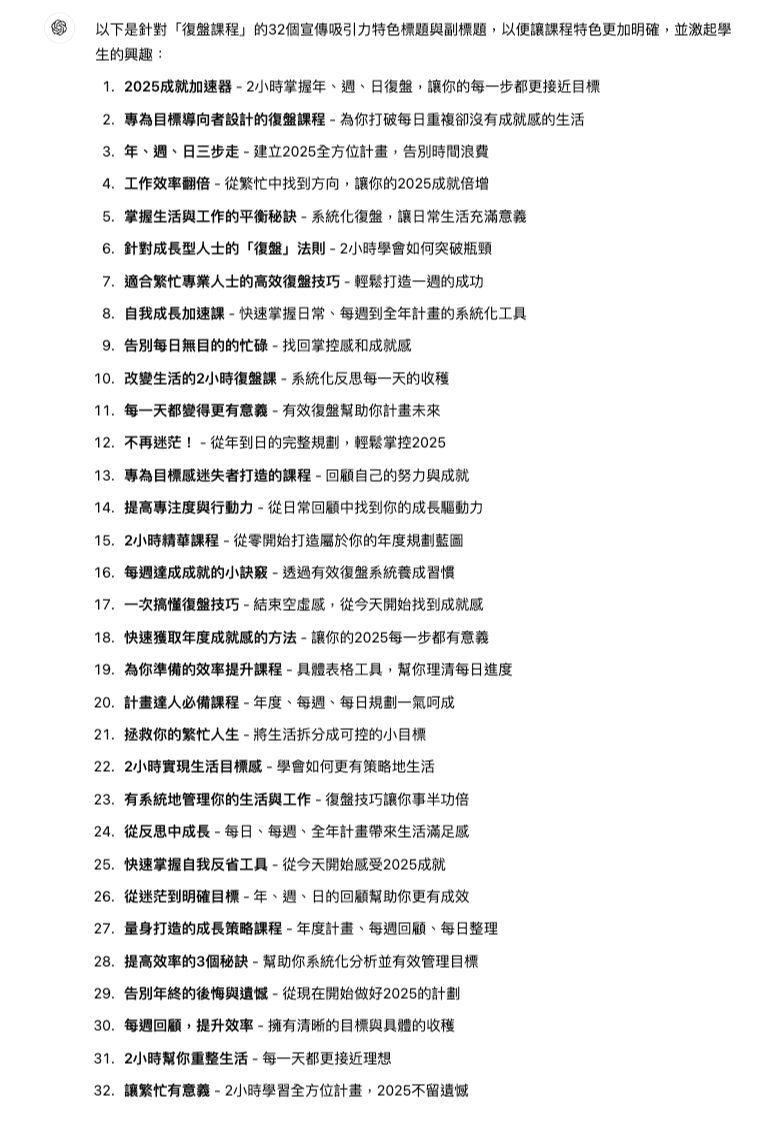 以下是針對「復盤課程」的32個宣傳吸引力特色標題與副標題，以便讓課程特色更加明確，並激起學
生的興趣：
1. 2025成就加速器 - 2小時掌握年、週、日復盤，讓你的每一步都更接近目標
2. 專為目標導向者設計的復盤課程 - 為你打破每日重複卻沒有成就感的生活
3. 年、週、日三步走 - 建立2025全方位計畫，告別時間浪費
4. 工作效率翻倍 - 從繁忙中找到方向，讓你的2025成就倍增
5. 掌握生活與工作的平衡秘訣 - 系統化復盤，讓日常生活充滿意義
6. 針對成長型人士的「復盤」法則 - 2小時學會如何突破瓶頸
7. 適合繁忙專業人士的高效復盤技巧 - 輕鬆打造一週的成功
8. 自我成長加速課 - 快速掌握日常、每週到全年計畫的系統化工具
9. 告別每日無目的的忙碌 - 找回掌控感和成就感
10. 改變生活的2小時復盤課 - 系統化反思每一天的收穫
11. 每一天都變得更有意義 - 有效復盤幫助你計畫未來
12. 不再迷茫！ - 從年到日的完整規劃，輕鬆掌控2025
13. 專為目標感迷失者打造的課程 - 回顧自己的努力與成就
14. 提高專注度與行動力 - 從日常回顧中找到你的成長驅動力
15. 2小時精華課程 - 從零開始打造屬於你的年度規劃藍圖
16. 每週達成成就的小訣竅 - 透過有效復盤系統養成習慣
17. 一次搞懂復盤技巧 - 結束空虛感，從今天開始找到成就感
18. 快速獲取年度成就感的方法 - 讓你的2025每一步都有意義
19. 為你準備的效率提升課程 - 具體表格工具，幫你理清每日進度
20. 計畫達人必備課程 - 年度、每週、每日規劃一氣呵成
21. 拯救你的繁忙人生 - 將生活拆分成可控的小目標
22. 2小時實現生活目標感 - 學會如何更有策略地生活
23. 有系統地管理你的生活與工作 - 復盤技巧讓你事半功倍
24. 從反思中成長 - 每日、每週、全年計畫帶來生活滿足感
25. 快速掌握自我反省工具 - 從今天開始感受2025成就
26. 從迷茫到明確目標 - 年、週、日的回顧幫助你更有成效
27. 量身打造的成長策略課程 - 年度計畫、每週回顧、每日整理
28. 提高效率的3個秘訣 - 幫助你系統化分析並有效管理目標
29. 告別年終的後悔與遺憾 - 從現在開始做好2025的計劃
30. 每週回顧，提升效率 - 擁有清晰的目標與具體的收穫
31. 2小時幫你重整生活 - 每一天都更接近理想
32. 讓繁忙有意義 - 2小時學習全方位計畫，2025不留遺憾